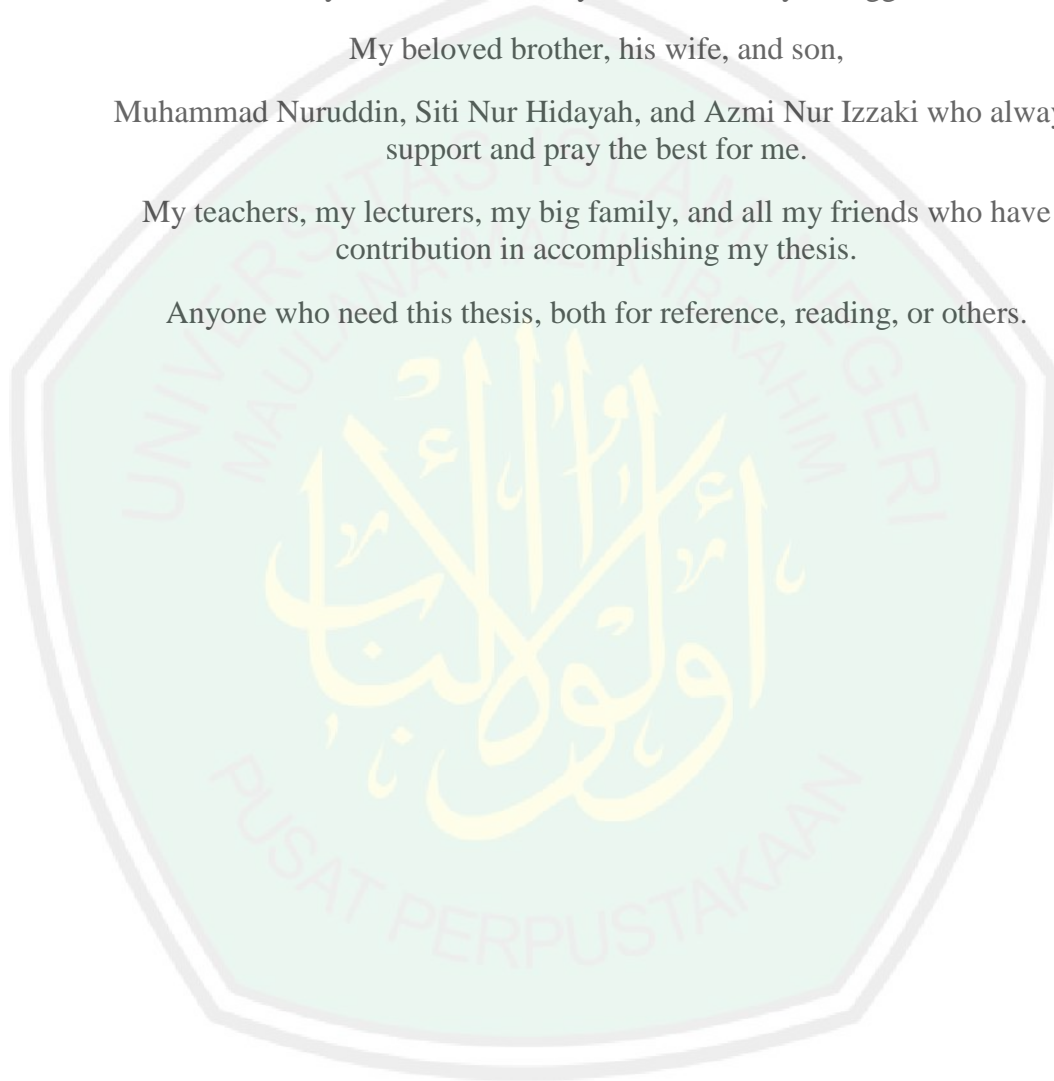 My beloved brother, his wife, and son,
Muhammad Nuruddin, Siti Nur Hidayah, and Azmi Nur Izzaki who alway
support and pray the best for me.
My teachers, my lecturers, my big family, and all my friends who have
contribution in accomplishing my thesis.
Anyone who need this thesis, both for reference, reading, or others.
UNIVERSITAS ISLAM NEGERI
MAULANA MALIK IBRAHIM
أولوا الألباب
PUSAT PERPUSTAKAAN